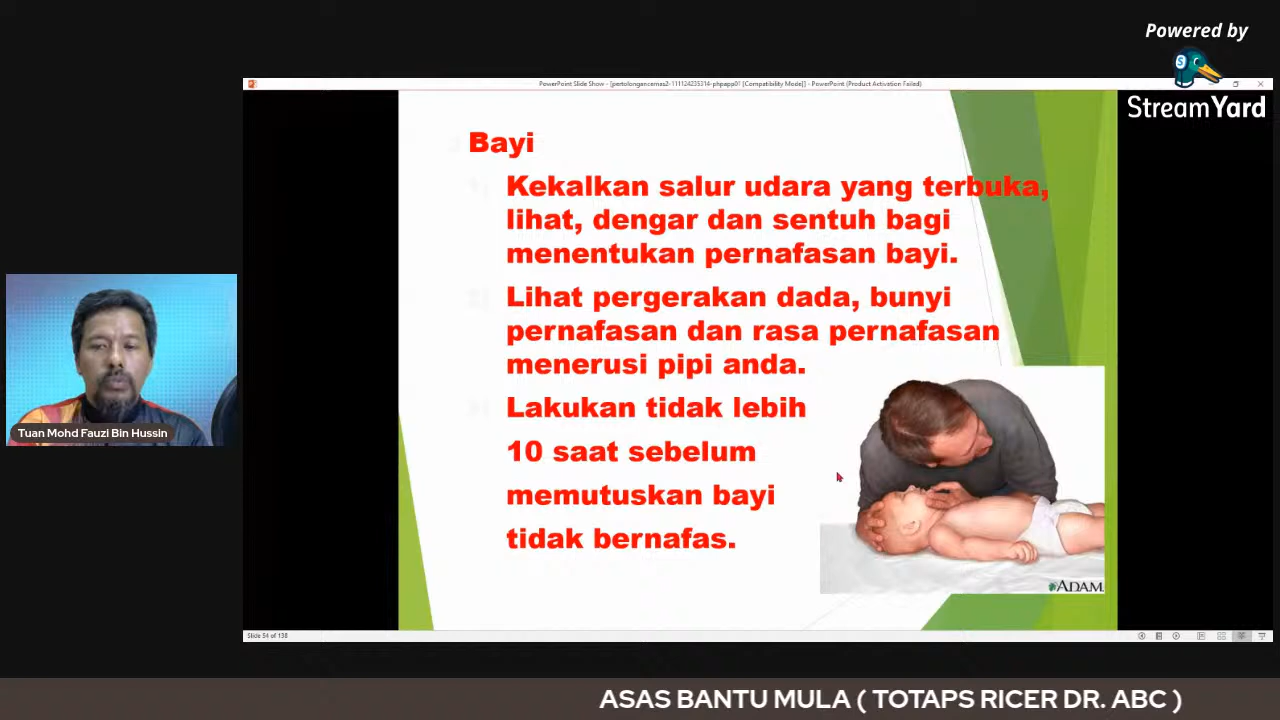 Powered by
StreamYard
PowerPoint Slide Show - [pertolongancemas2-111124235314-phpapp01 [Compatibility Mode]] - PowerPoint (Product Activation Failed)
Bayi
Kekalkan salur udara yang terbuka,
lihat, dengar dan sentuh bagi
menentukan pernafasan bayi.
Lihat pergerakan dada, bunyi
pernafasan dan rasa pernafasan
menerusi pipi anda.
Lakukan tidak lebih
10 saat sebelum
memutuskan bayi
tidak bernafas.
ADAM.
Tuan Mohd Fauzi Bin Hussin
Slide 54 of 138
ASAS BANTU MULA ( TOTAPS RICER DR. ABC )